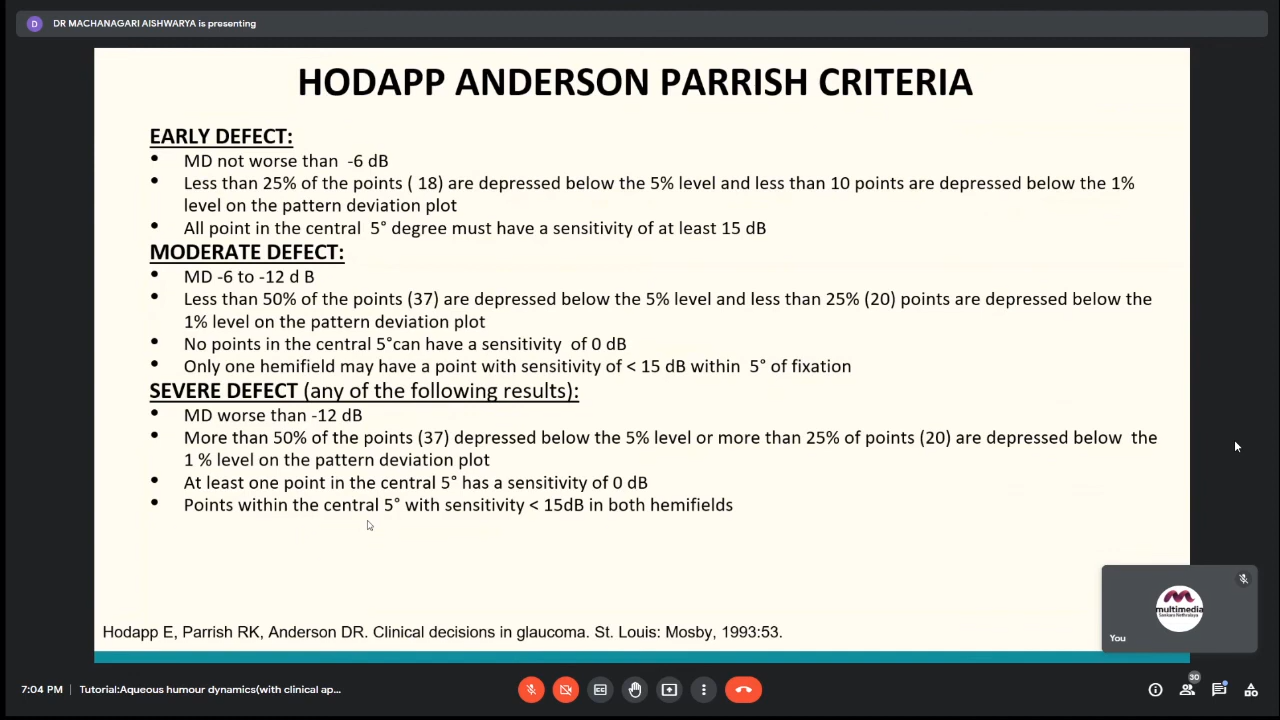 D DR MACHANAGARI AISHWARYA is presenting
HODAPP ANDERSON PARRISH CRITERIA
EARLY DEFECT:
• MD not worse than -6 dB
• Less than 25% of the points ( 18) are depressed below the 5% level and less than 10 points are depressed below the 1%
level on the pattern deviation plot
• All point in the central 5° degree must have a sensitivity of at least 15 dB
MODERATE DEFECT:
• MD -6 to -12 d B
• Less than 50% of the points (37) are depressed below the 5% level and less than 25% (20) points are depressed below the
1% level on the pattern deviation plot
• No points in the central 5°can have a sensitivity of 0 dB
• Only one hemifield may have a point with sensitivity of < 15 dB within 5° of fixation
SEVERE DEFECT (any of the following results):
• MD worse than -12 dB
• More than 50% of the points (37) depressed below the 5% level or more than 25% of points (20) are depressed below the
1 % level on the pattern deviation plot
• At least one point in the central 5° has a sensitivity of 0 dB
• Points within the central 5° with sensitivity < 15dB in both hemifields
Hodapp E, Parrish RK, Anderson DR. Clinical decisions in glaucoma. St. Louis: Mosby, 1993:53.
multimedia
Sankara Nethralaya
You
7:04 PM | Tutorial:Aqueous humour dynamics(with clinical ap...
CC
30